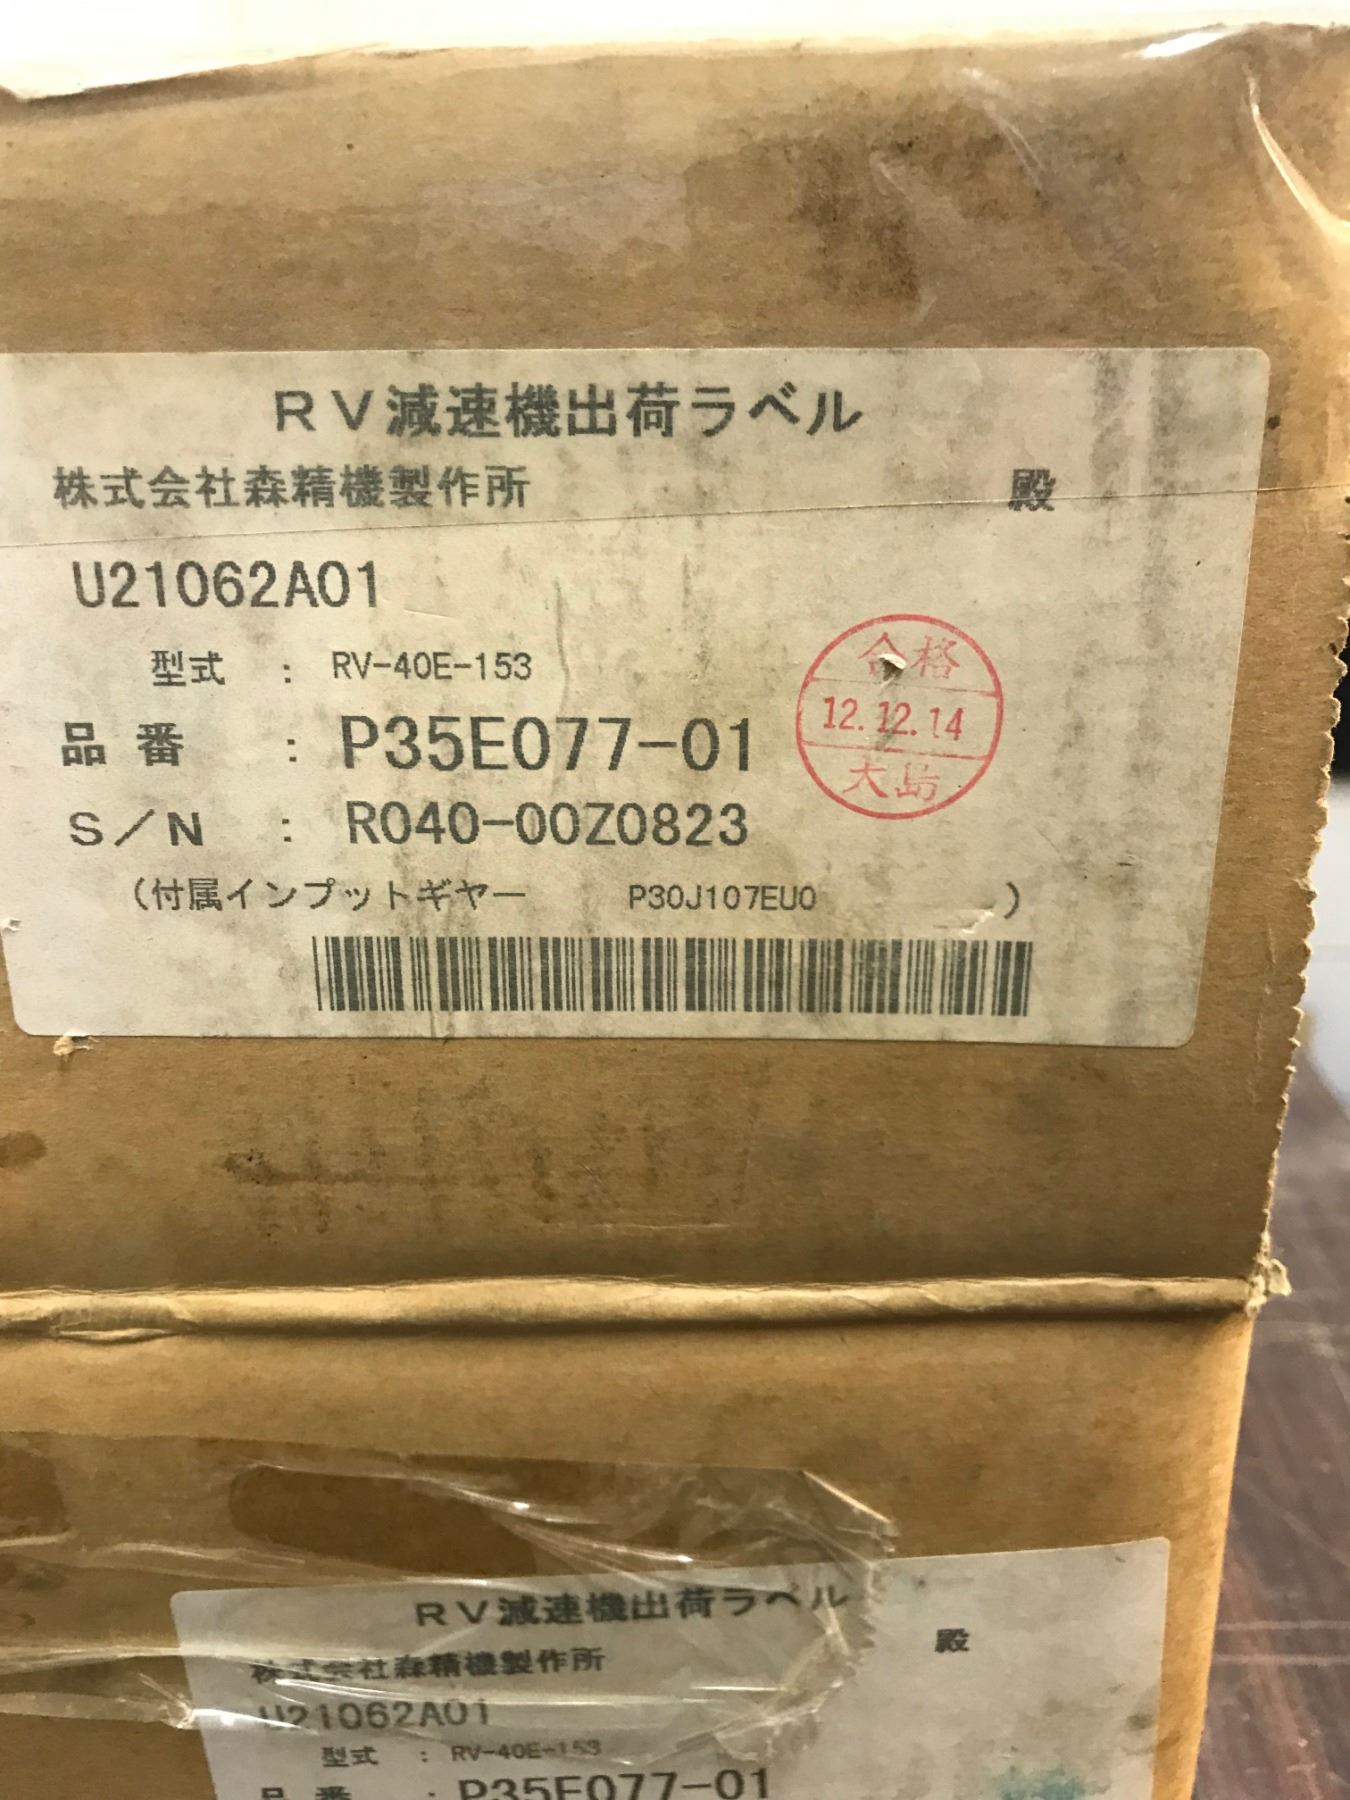 RV減速機出荷ラベル
株式会社森精機製作所 殿
U21062A01
型式 : RV-40E-153
品番 : P35E077-01
合格
12.12.14
大島
S/N : R040-00Z0823
(付属インプットギヤー P30J107EU0 )
RV減速機出荷ラベル
株式会社森精機製作所 殿
U21062A01
型式 : RV-40E-153
品番 : P35E077-01